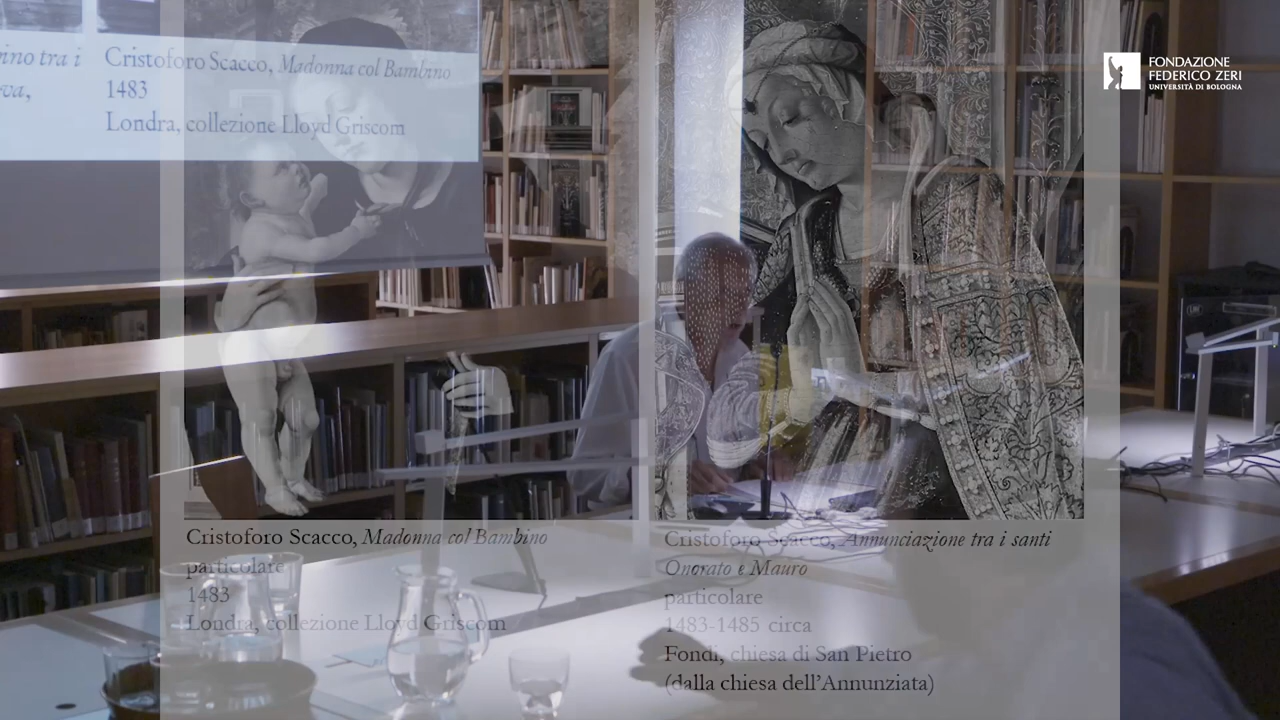 ino tra i
va,
Cristoforo Scacco, Madonna col Bambino
1483
Londra, collezione Lloyd Griscom
FONDAZIONE
FEDERICO ZERI
UNIVERSITÀ DI BOLOGNA
Cristoforo Scacco, Madonna col Bambino
particolare
1483
Londra, collezione Lloyd Griscom
Cristoforo Scacco, Annunciazione tra i santi
Onorato e Mauro
particolare
1483-1485 circa
Fondi, chiesa di San Pietro
(dalla chiesa dell’Annunziata)